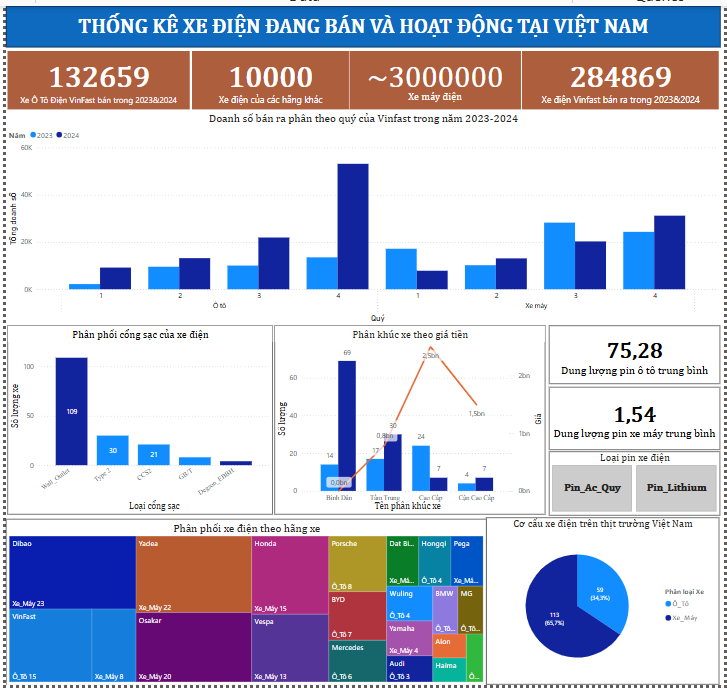 THỐNG KÊ XE ĐIỆN ĐANG BÁN VÀ HOẠT ĐỘNG TẠI VIỆT NAM
132659
Xe Ô Tô Điện VinFast bán trong 2023&2024
10000
Xe điện của các hãng khác
~3000000
Xe máy điện
284869
Xe điện Vinfast bán ra trong 2023&2024
Doanh số bán ra phân theo quý của Vinfast trong năm 2023-2024
Năm 2023 2024
Tổng doanh số
60K
40K
20K
0K
1 2 3 4 1 2 3 4
Ô tô Xe máy
Quý
Phân phối cổng sạc của xe điện
Số lượng xe
100
50
0
109
30
21
Wall_Outlet Type 2 CCS2 GB/T Degson_EBHH
Loại cổng sạc
Phân khúc xe theo giá tiền
Số lượng
Giá
60
40
20
0
2bn
1bn
0bn
14 69
17 30
24 7
4 7
0,0bn
0,8bn
2,5bn
1,5bn
Bình Dân Tầm Trung Cao Cấp Cận Cao Cấp
Tên phân khúc xe
75,28
Dung lượng pin ô tô trung bình
1,54
Dung lượng pin xe máy trung bình
Loại pin xe điện
Pin_Ac_Quy
Pin_Lithium
Phân phối xe điện theo hãng xe
Dibao
Xe_Máy 23
VinFast
Ô_Tô 15
Xe_Máy 8
Yadea
Xe_Máy 22
Osakar
Xe_Máy 20
Honda
Xe_Máy 15
Vespa
Xe_Máy 13
Porsche
Ô_Tô 8
BYD
Ô_Tô 7
Mercedes
Ô_Tô 6
Dat Bi...
Xe_Má...
Hongqi
Ô_Tô 4
Pega
Xe_Má...
Wuling
Ô_Tô 4
BMW
Ô_Tô...
MG
Ô_Tô...
Yamaha
Xe_Máy 4
Audi
Ô_Tô 3
Aion
Haima
Ô...
Cơ cấu xe điện trên thịt trường Việt Nam
59
(34,3%)
113
(65,7%)
Phân loại Xe
Ô_Tô
Xe_Máy